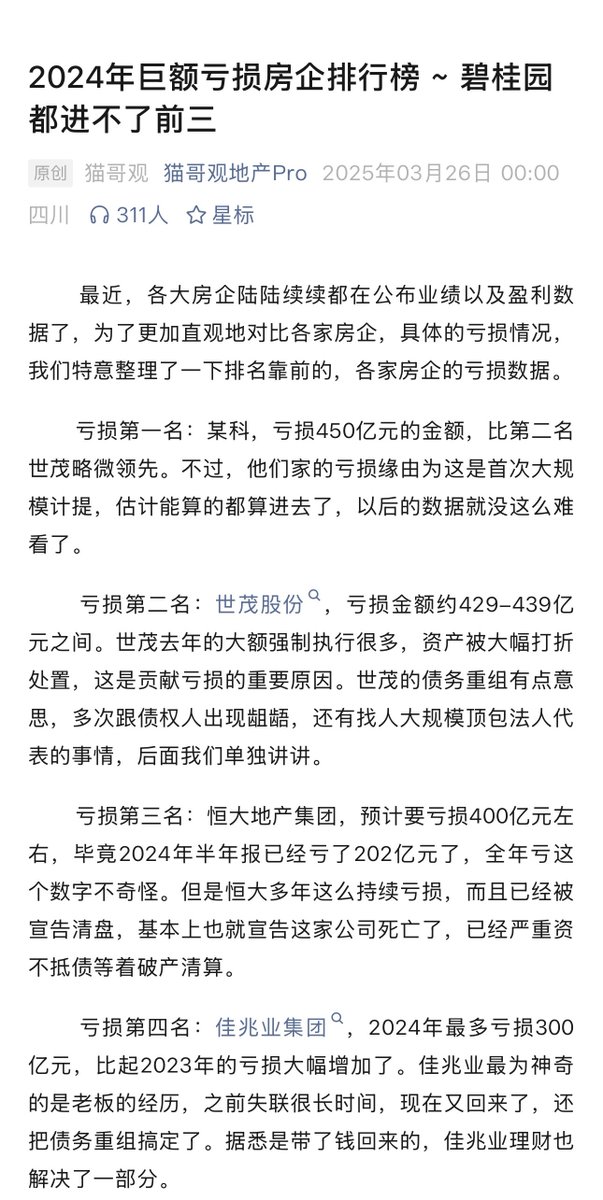 2024年巨额亏损房企排行榜 ~ 碧桂园
都进不了前三
原创 猫哥观 猫哥观地产Pro 2025年03月26日 00:00
四川 311人 星标
最近，各大房企陆陆续续都在公布业绩以及盈利数
据了，为了更加直观地对比各家房企，具体的亏损情况，
我们特意整理了一下排名靠前的，各家房企的亏损数据。
亏损第一名：某科，亏损450亿元的金额，比第二名
世茂略微领先。不过，他们家的亏损缘由为这是首次大规
模计提，估计能算的都算进去了，以后的数据就没这么难
看了。
亏损第二名：世茂股份，亏损金额约429–439亿
元之间。世茂去年的大额强制执行很多，资产被大幅打折
处置，这是贡献亏损的重要原因。世茂的债务重组有点意
思，多次跟债权人出现龃龉，还有找人大规模顶包法人代
表的事情，后面我们单独讲讲。
亏损第三名：恒大地产集团，预计要亏损400亿元左
右，毕竟2024年半年报已经亏了202亿元了，全年亏这
个数字不奇怪。但是恒大多年这么持续亏损，而且已经被
宣告清盘，基本上也就宣告这家公司死亡了，已经严重资
不抵债等着破产清算。
亏损第四名：佳兆业集团，2024年最多亏损300
亿元，比起2023年的亏损大幅增加了。佳兆业最为神奇
的是老板的经历，之前失联很长时间，现在又回来了，还
把债务重组搞定了。据悉是带了钱回来的，佳兆业理财也
解决了一部分。